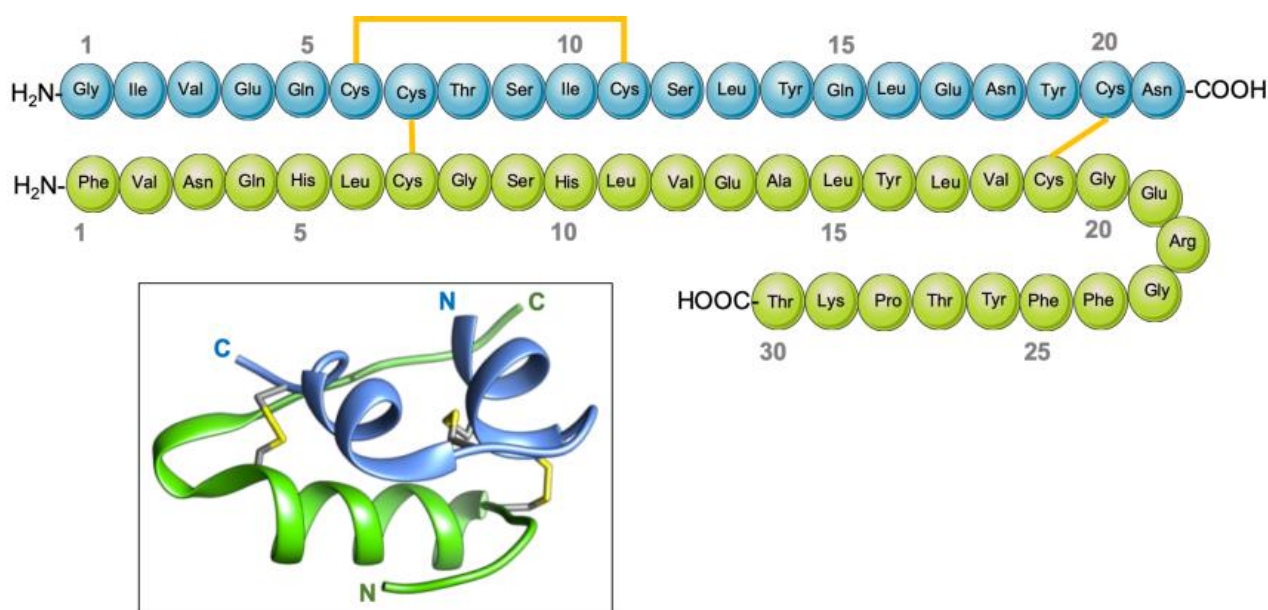 1 5 10 15 20
H₂N- Gly Ile Val Glu Gln Cys Cys Thr Ser Ile Cys Ser Leu Tyr Gln Leu Glu Asn Tyr Cys Asn -COOH
H₂N- Phe Val Asn Gln His Leu Cys Gly Ser His Leu Val Glu Ala Leu Tyr Leu Val Cys Gly Glu
1 5 10 15 20
Arg
HOOC- Thr Lys Pro Thr Tyr Phe Phe Gly
30 25
N C
C
N